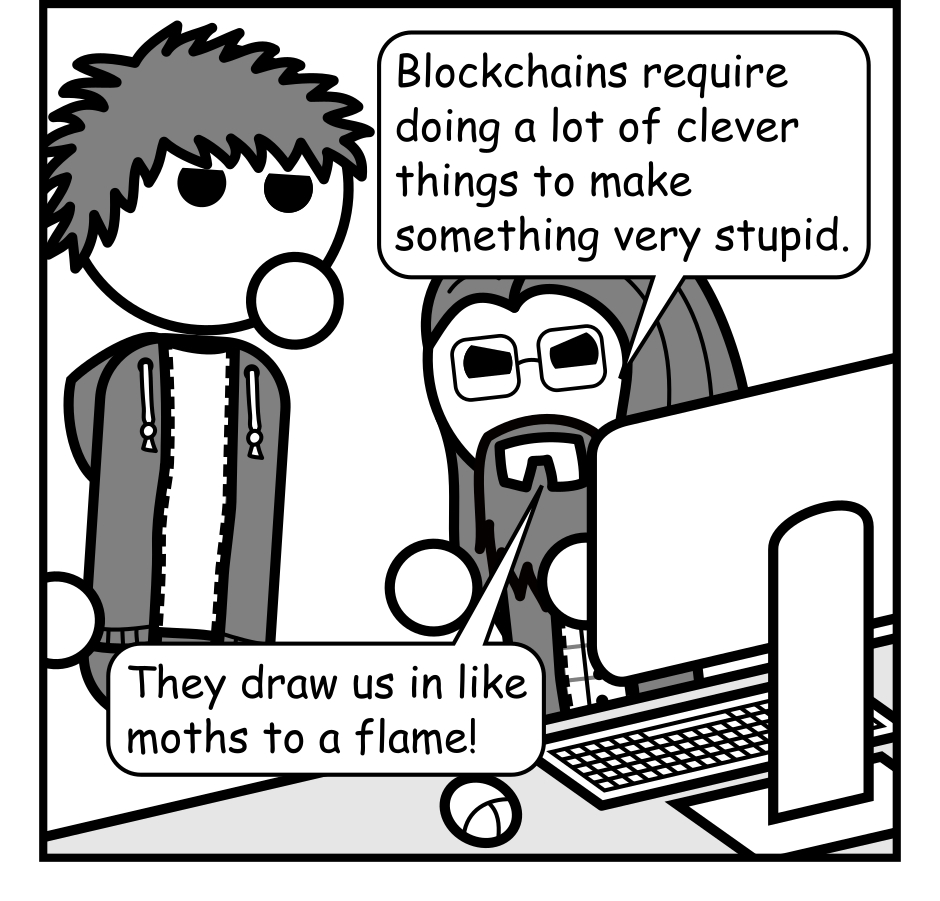 Blockchains require
doing a lot of clever
things to make
something very stupid.
They draw us in like
moths to a flame!